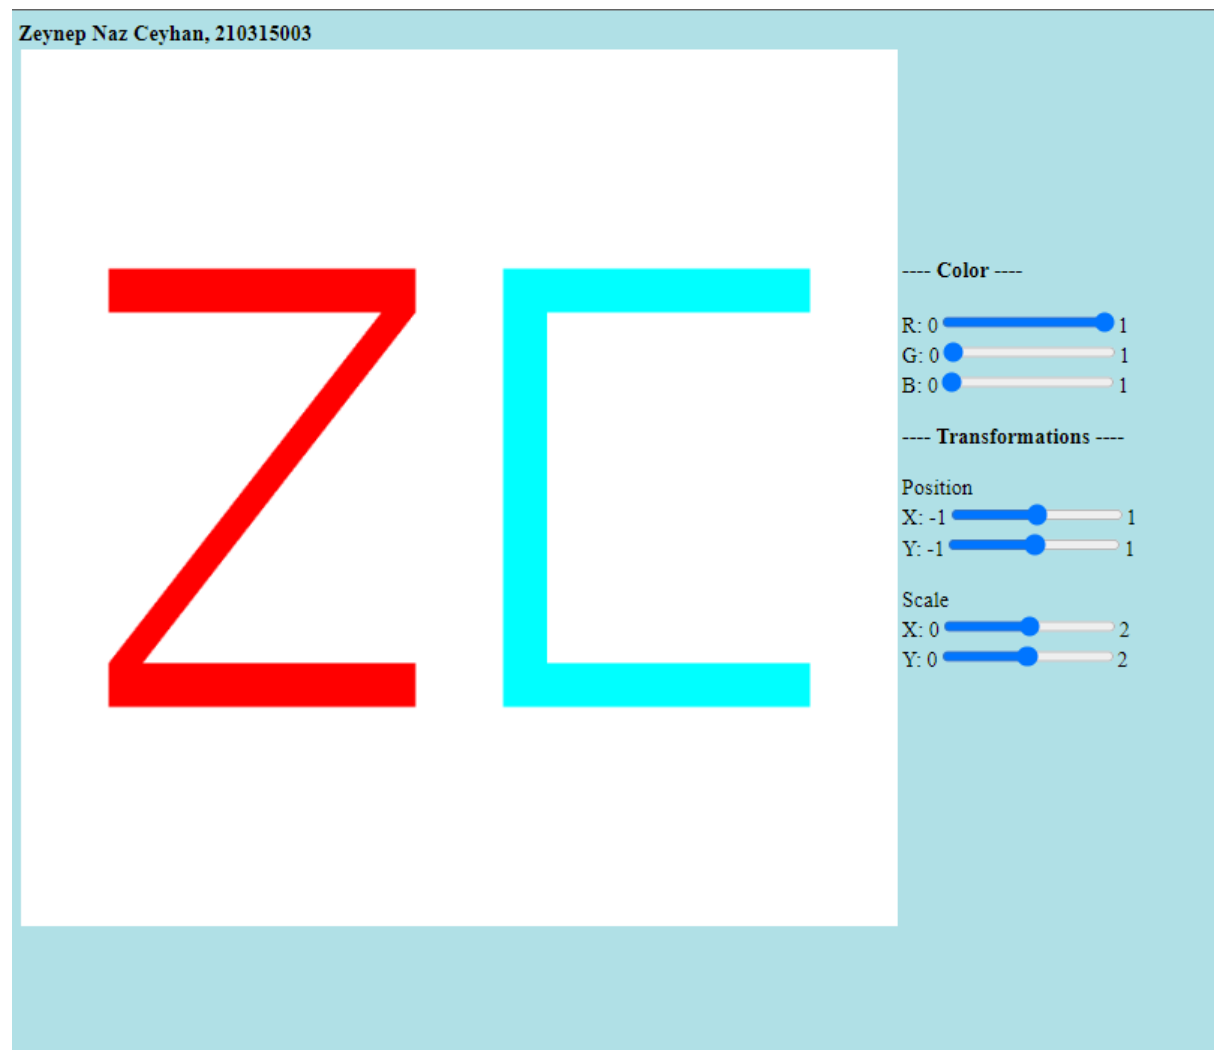 Zeynep Naz Ceyhan, 210315003
ZC
---- Color ----
R: 0 1
G: 0 1
B: 0 1
---- Transformations ----
Position
X: -1 1
Y: -1 1
Scale
X: 0 2
Y: 0 2